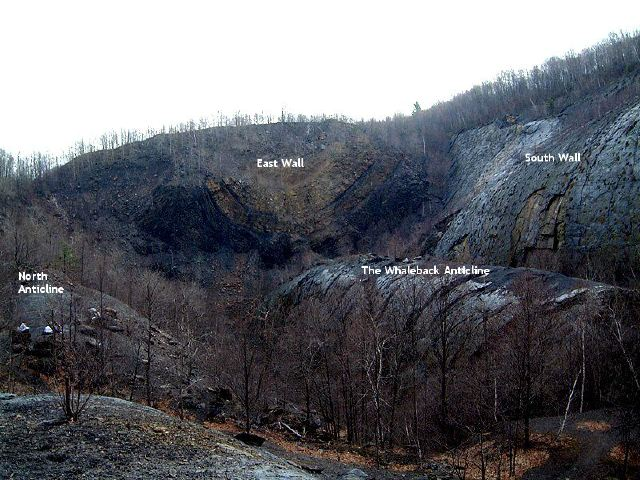 East Wall
South Wall
The Whaleback Anticline
North
Anticline